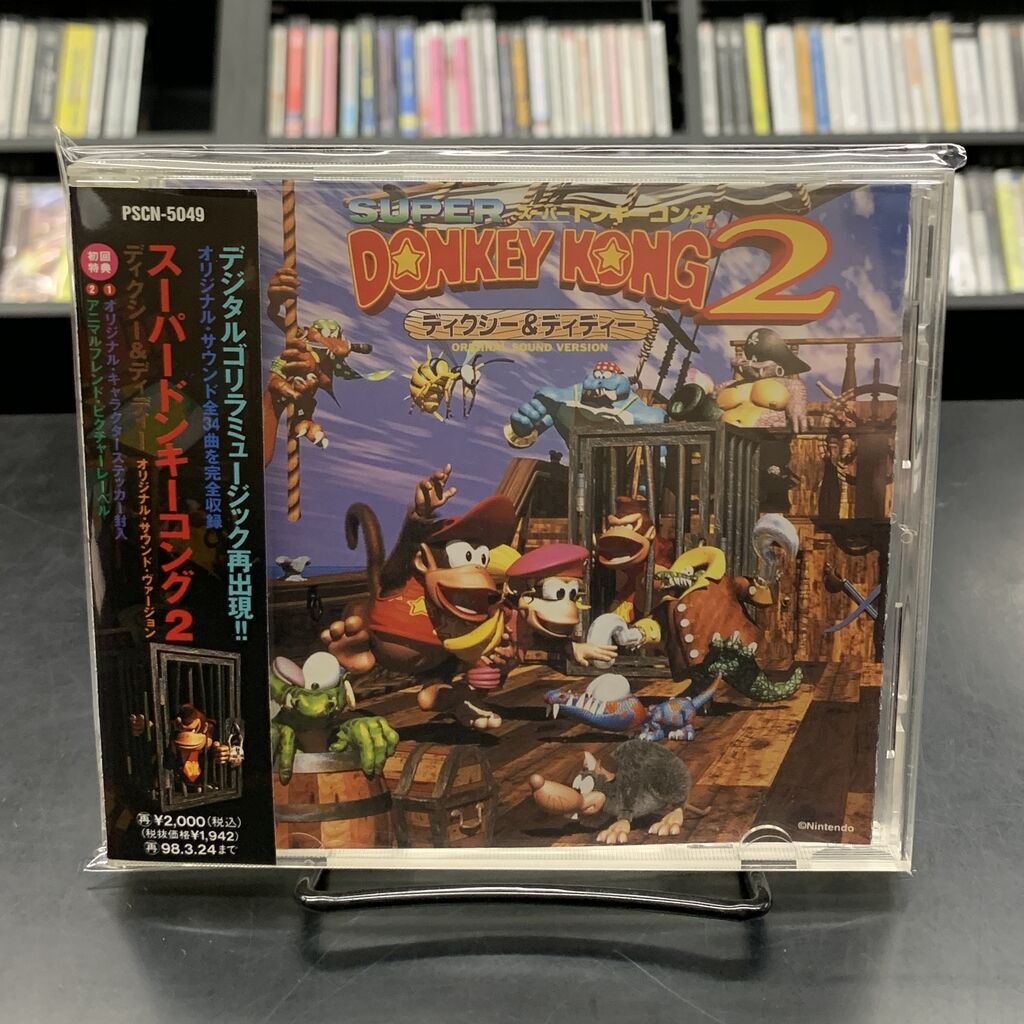 PSCN-5049
デジタルゴリラミュージック再出現!!
オリジナル・サウンド全34曲を完全収録
スーパードンキーコング2
ディクシー&ディディー オリジナル・サウンド・ヴァージョン
初回特典
1 オリジナル・キャラクターステッカー封入
2 アニマルフレンド・ピクチャーレーベル
再 ¥2,000(税込)
(税抜価格¥1,942)
再 98.3.24まで
SUPER スーパードンキーコング
DONKEY KONG 2
ディクシー&ディディー
ORIGINAL SOUND VERSION
©Nintendo